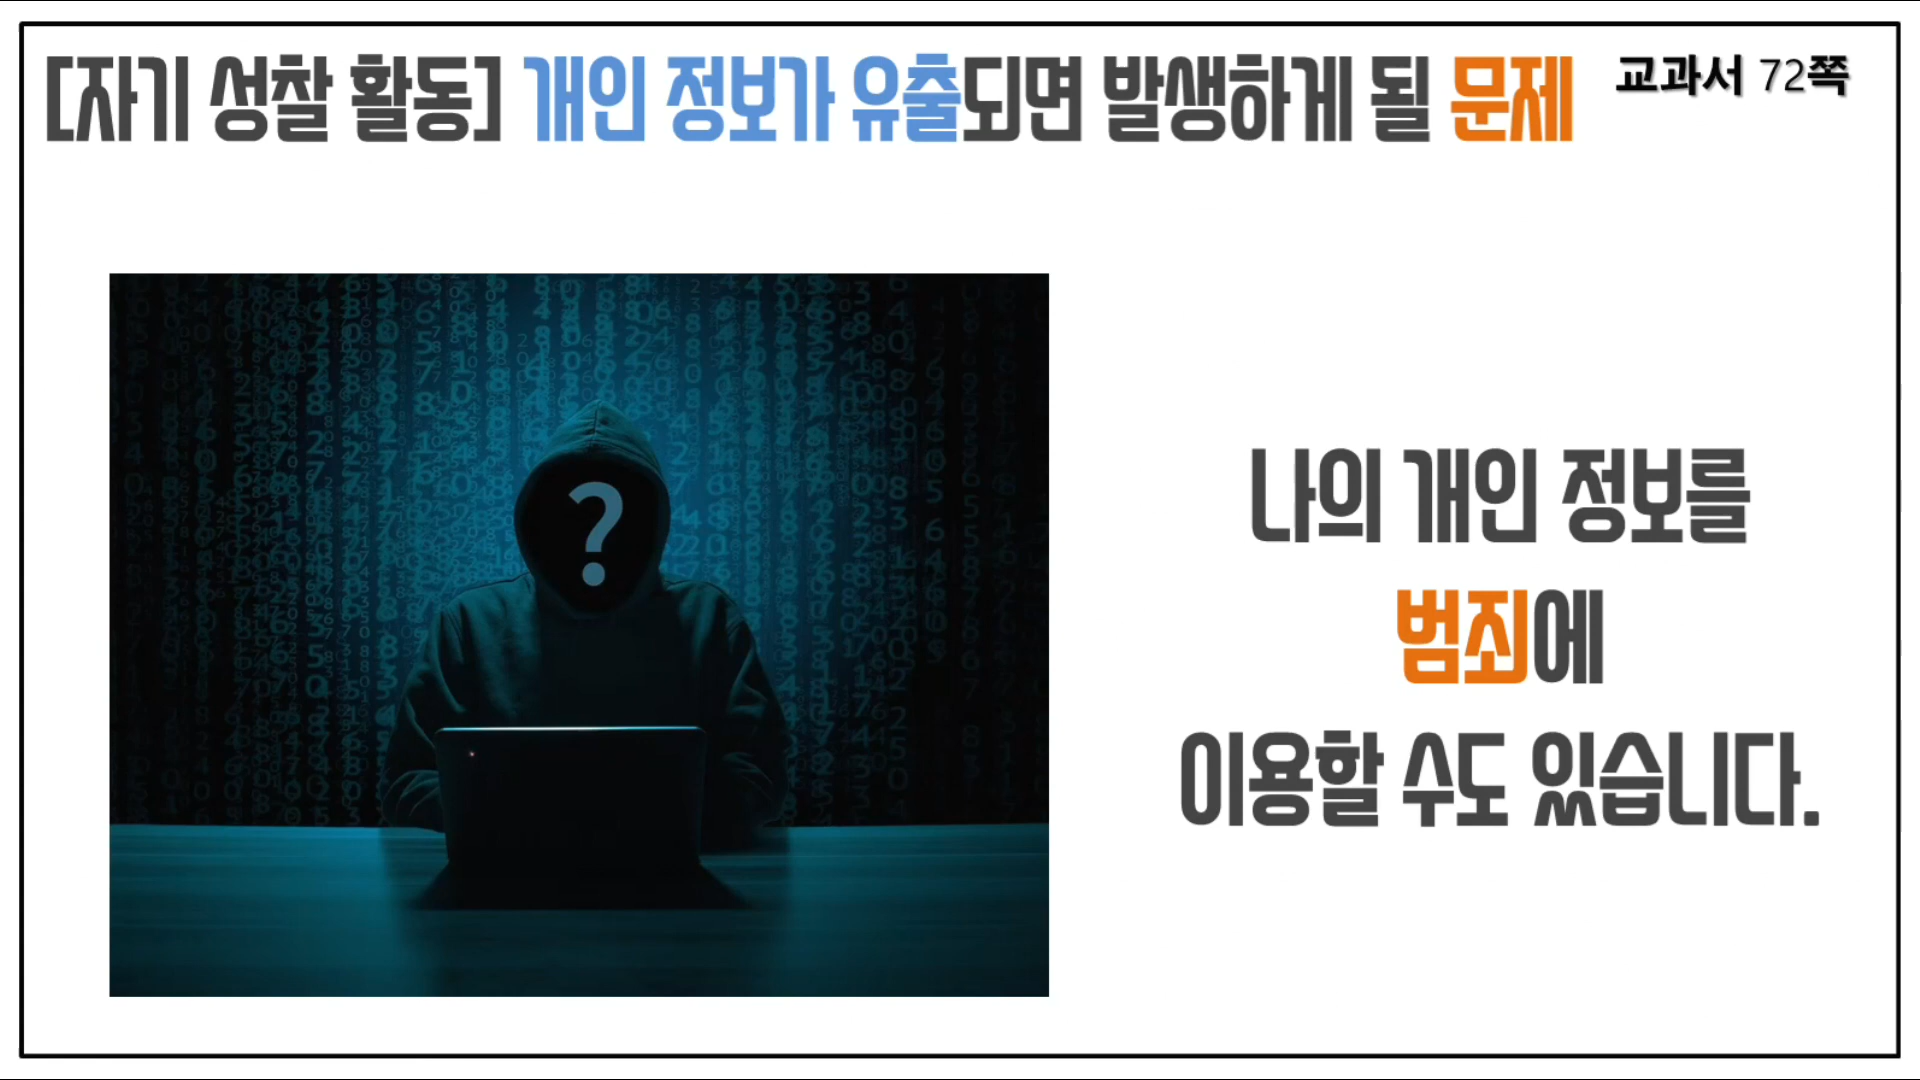 [자기 성찰 활동] 개인 정보가 유출되면 발생하게 될 문제
교과서 72쪽
?
나의 개인 정보를
범죄에
이용할 수도 있습니다.